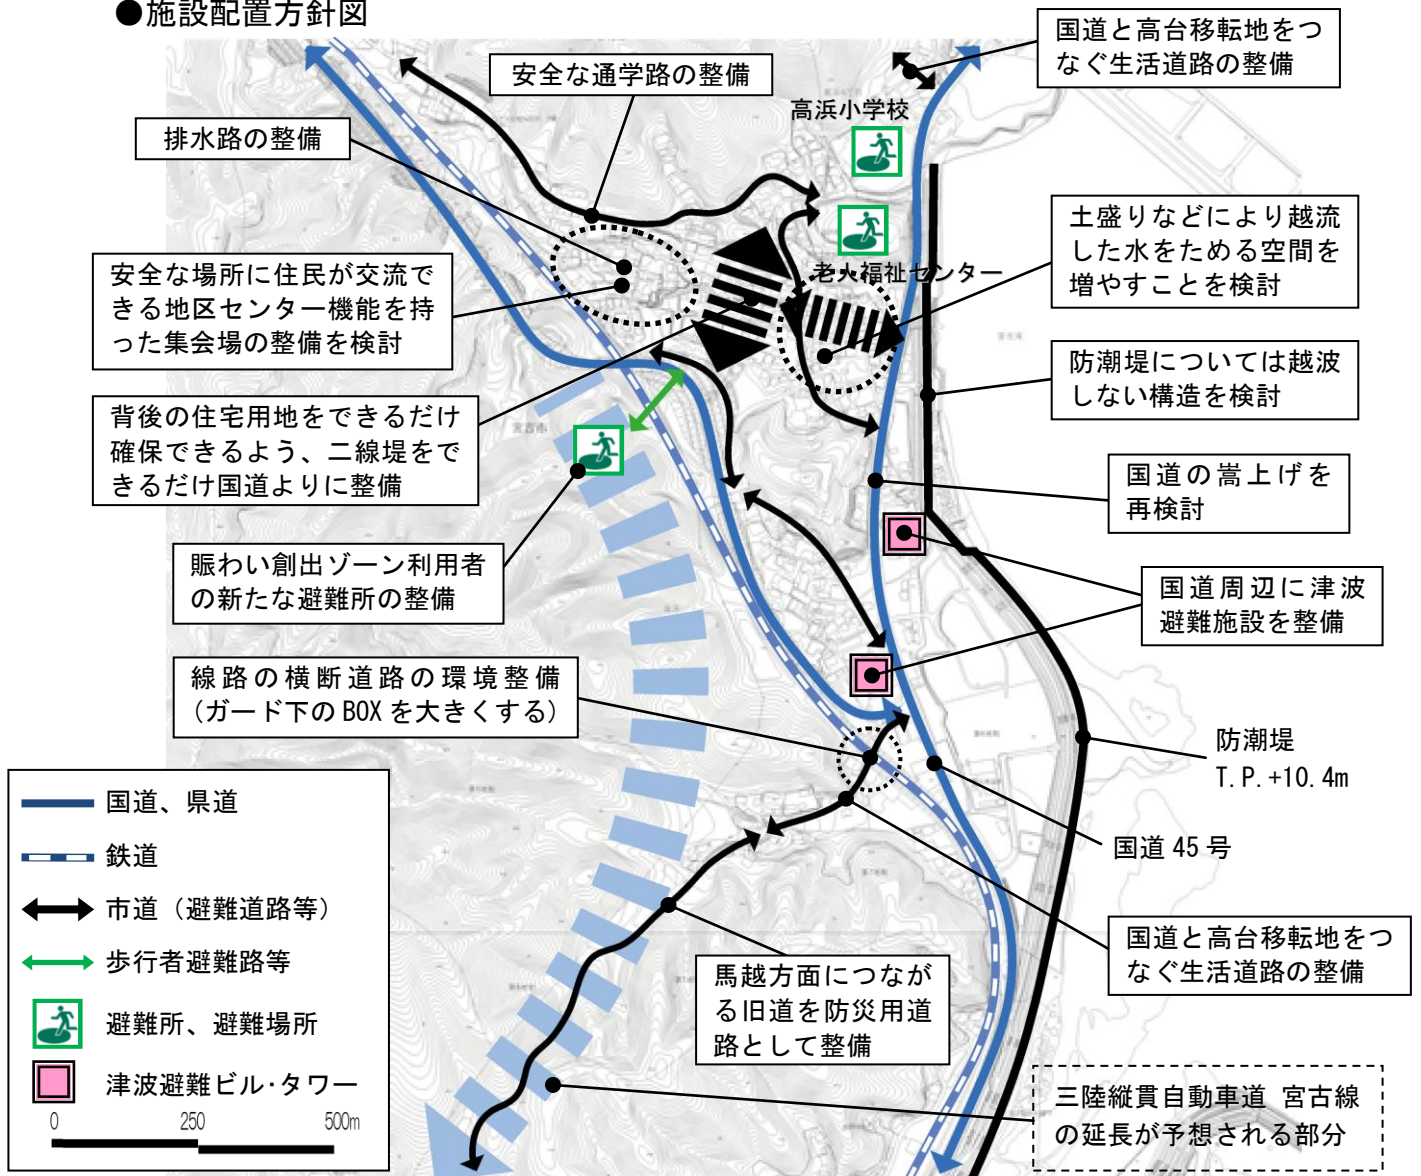 ●施設配置方針図
国道と高台移転地をつ
なぐ生活道路の整備
安全な通学路の整備
高浜小学校
排水路の整備
土盛りなどにより越流
した水をためる空間を
増やすことを検討
老人福祉センター
安全な場所に住民が交流で
きる地区センター機能を持
った集会場の整備を検討
防潮堤については越波
しない構造を検討
背後の住宅用地をできるだけ
確保できるよう、二線堤をで
きるだけ国道よりに整備
国道の嵩上げを
再検討
賑わい創出ゾーン利用者
の新たな避難所の整備
国道周辺に津波
避難施設を整備
線路の横断道路の環境整備
（ガード下のBOXを大きくする）
防潮堤
T.P.+10.4m
国道45号
国道と高台移転地をつ
なぐ生活道路の整備
馬越方面につなが
る旧道を防災用道
路として整備
三陸縦貫自動車道 宮古線
の延長が予想される部分
国道、県道
鉄道
市道（避難道路等）
歩行者避難路等
避難所、避難場所
津波避難ビル･タワー
0 250 500m